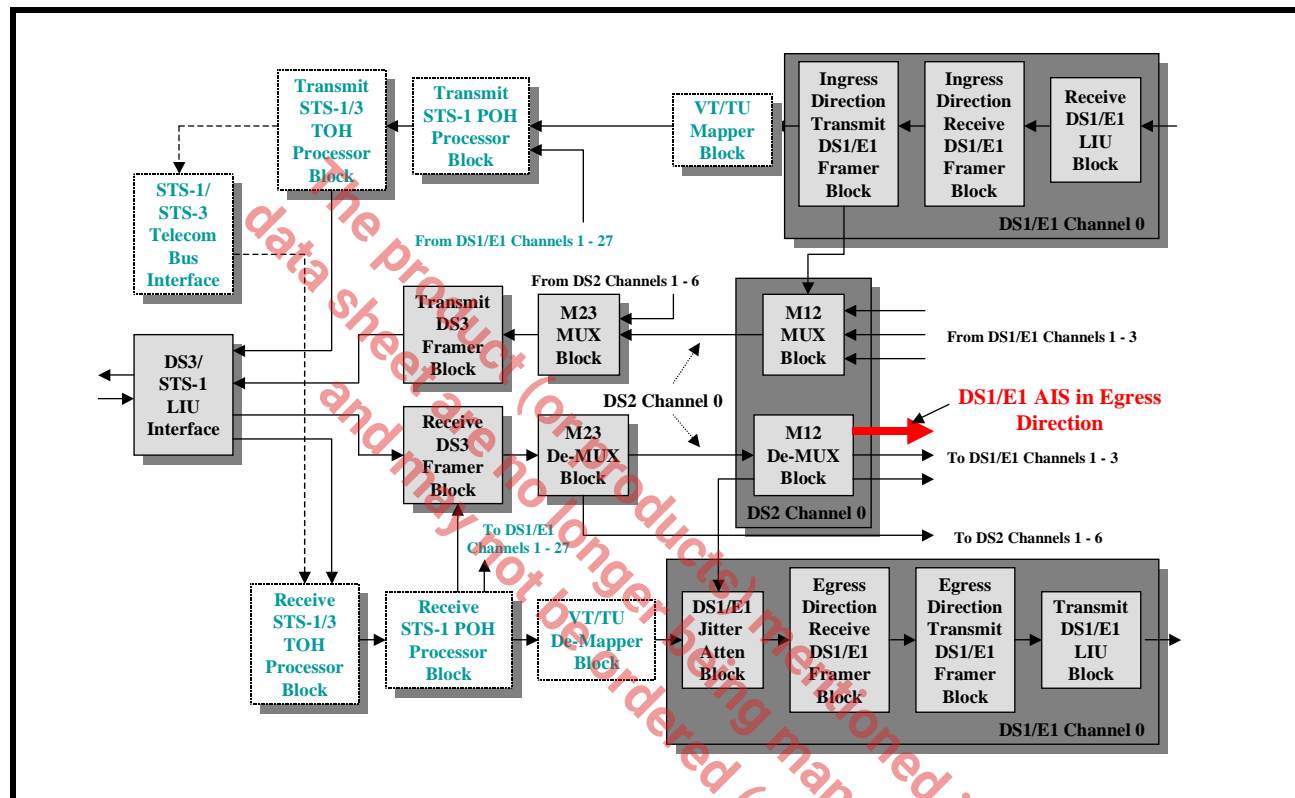 Transmit
STS-1/3
TOH
Processor
Block
Transmit
STS-1 POH
Processor
Block
VT/TU
Mapper
Block
Ingress
Direction
Transmit
DS1/E1
Framer
Block
Ingress
Direction
Receive
DS1/E1
Framer
Block
Receive
DS1/E1
LIU
Block
DS1/E1 Channel 0
STS-1/
STS-3
Telecom
Bus
Interface
From DS1/E1 Channels 1 - 27
From DS2 Channels 1 - 6
Transmit
DS3
Framer
Block
M23
MUX
Block
M12
MUX
Block
From DS1/E1 Channels 1 - 3
DS3/
STS-1
LIU
Interface
DS2 Channel 0
DS1/E1 AIS in Egress
Direction
Receive
DS3
Framer
Block
M23
De-MUX
Block
M12
De-MUX
Block
To DS1/E1 Channels 1 - 3
DS2 Channel 0
To DS1/E1
Channels 1 - 27
To DS2 Channels 1 - 6
Receive
STS-1/3
TOH
Processor
Block
Receive
STS-1 POH
Processor
Block
VT/TU
De-Mapper
Block
DS1/E1
Jitter
Atten
Block
Egress
Direction
Receive
DS1/E1
Framer
Block
Egress
Direction
Transmit
DS1/E1
Framer
Block
Transmit
DS1/E1
LIU
Block
DS1/E1 Channel 0
The product (or products) mentioned
data sheet are no longer being
and may not be ordered (